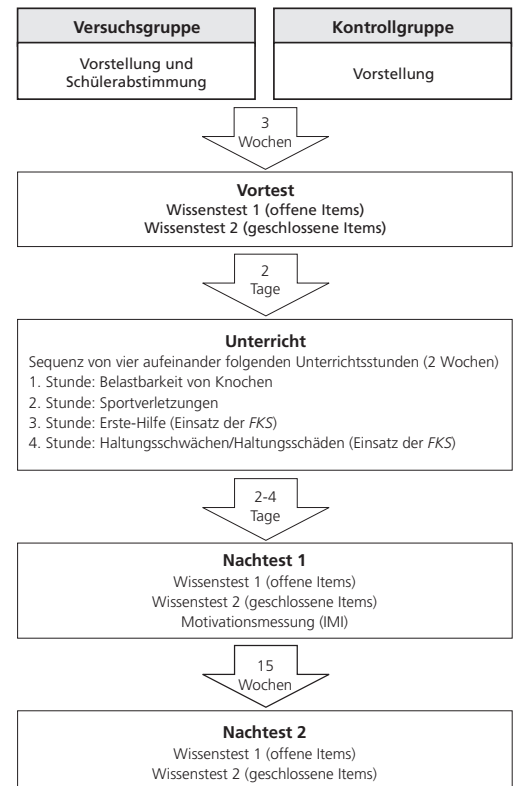 Versuchsgruppe
Vorstellung und
Schülerabstimmung
Kontrollgruppe
Vorstellung
3
Wochen
Vortest
Wissenstest 1 (offene Items)
Wissenstest 2 (geschlossene Items)
2
Tage
Unterricht
Sequenz von vier aufeinander folgenden Unterrichtsstunden (2 Wochen)
1. Stunde: Belastbarkeit von Knochen
2. Stunde: Sportverletzungen
3. Stunde: Erste-Hilfe (Einsatz der FKS)
4. Stunde: Haltungsschwächen/Haltungsschäden (Einsatz der FKS)
2-4
Tage
Nachtest 1
Wissenstest 1 (offene Items)
Wissenstest 2 (geschlossene Items)
Motivationsmessung (IMI)
15
Wochen
Nachtest 2
Wissenstest 1 (offene Items)
Wissenstest 2 (geschlossene Items)